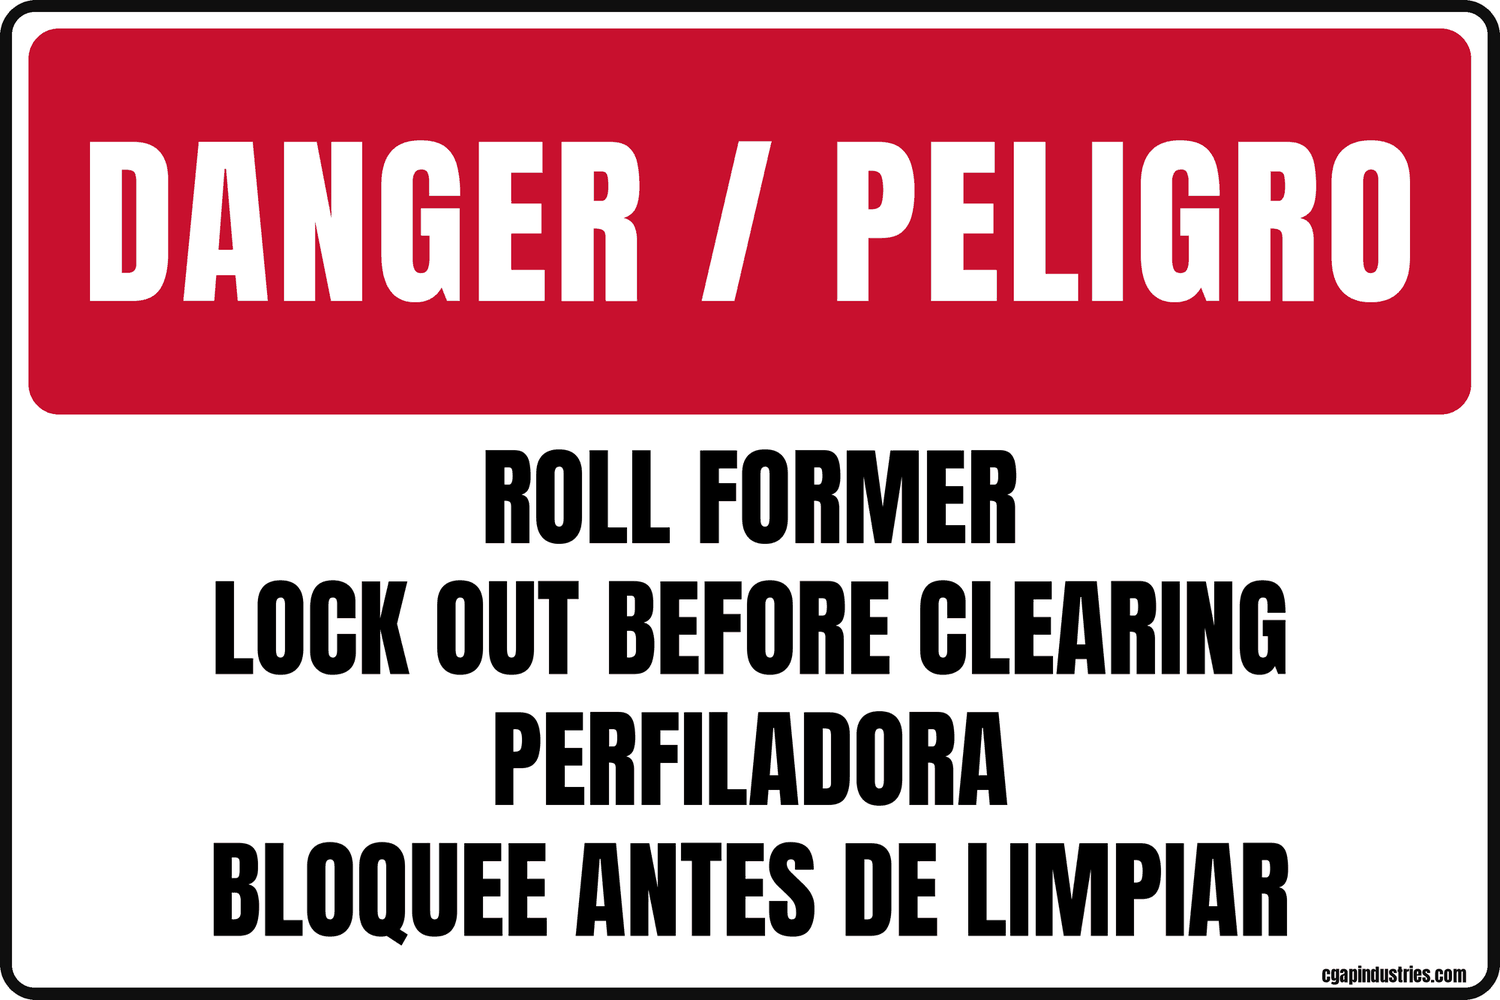 DANGER / PELIGRO
ROLL FORMER
LOCK OUT BEFORE CLEARING
PERFILADORA
BLOQUEE ANTES DE LIMPIAR
cgapindustries.com